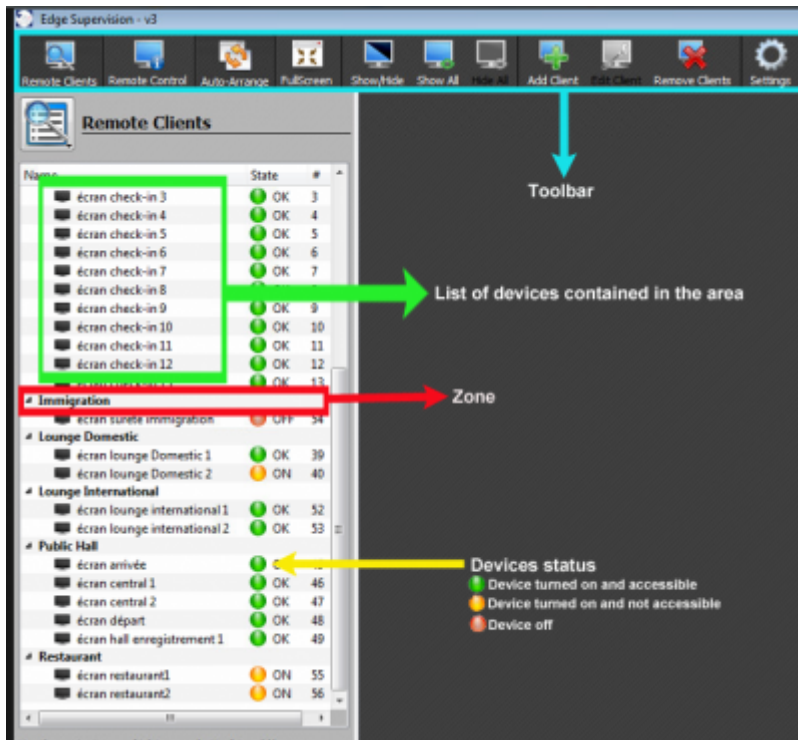 Edge Supervision - v3
Remote Clients Remote Control Auto-Arrange FullScreen Show/Hide Show All Hide All Add Client Edit Client Remove Clients Settings
Remote Clients
Toolbar
Name State #
écran check-in 3 OK 3
écran check-in 4 OK 4
écran check-in 5 OK 5
écran check-in 6 OK 6
écran check-in 7 OK 7
écran check-in 8
List of devices contained in the area
écran check-in 9 OK 9
écran check-in 10 OK 10
écran check-in 11 OK 11
écran check-in 12 OK 12
OK 13
Immigration
Zone
écran sureté immigration OFF 54
Lounge Domestic
écran lounge Domestic 1 OK 39
écran lounge Domestic 2 ON 40
Lounge International
écran lounge international 1 OK 52
écran lounge international 2 OK 53
Public Hall
écran arrivée
Devices status
écran central 1 OK 46
Device turned on and accessible
écran central 2 OK 47
Device turned on and not accessible
écran départ OK 48
Device off
écran hall enregistrement 1 OK 49
Restaurant
écran restaurant1 ON 55
écran restaurant2 ON 56